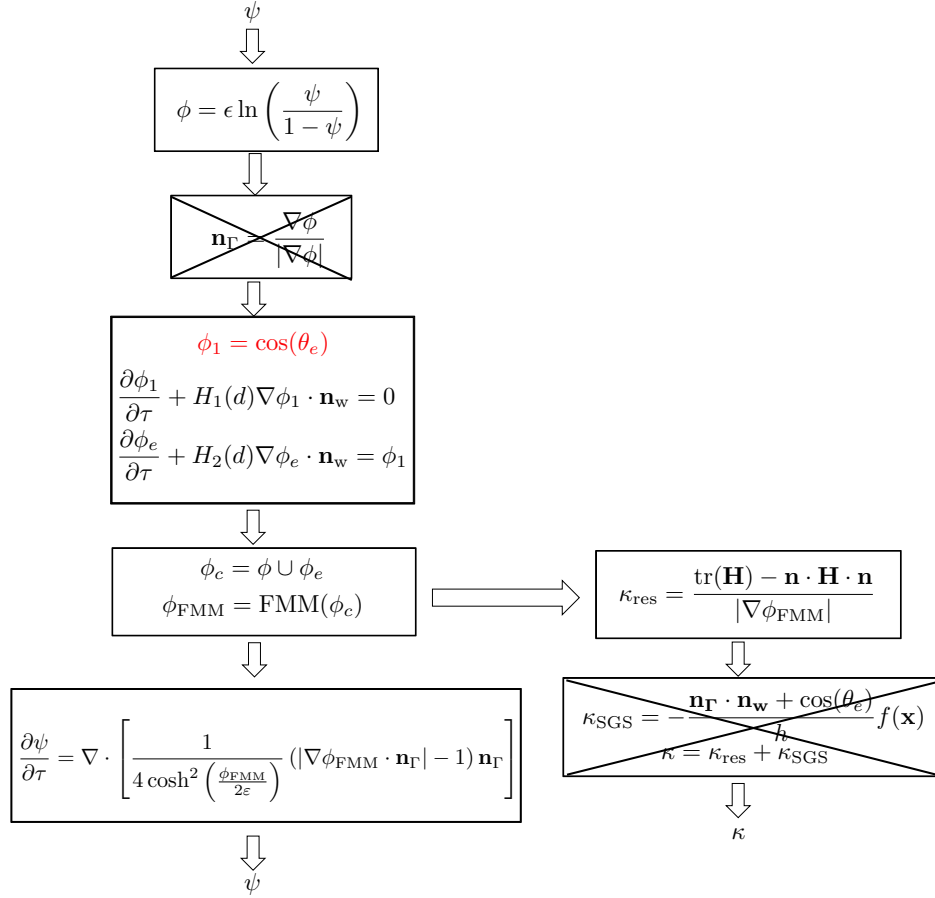 ψ
ϕ = ϵ ln ( ψ / (1 − ψ) )
n_Γ = ∇ϕ / |∇ϕ|
ϕ_1 = cos(θ_e)
∂ϕ_1/∂τ + H_1(d)∇ϕ_1 · n_w = 0
∂ϕ_e/∂τ + H_2(d)∇ϕ_e · n_w = ϕ_1
ϕ_c = ϕ ∪ ϕ_e
ϕ_FMM = FMM(ϕ_c)
κ_res = (tr(H) − n · H · n) / |∇ϕ_FMM|
κ_SGS = − (n_Γ · n_w + cos(θ_e)) / h f(x)
κ = κ_res + κ_SGS
κ
∂ψ/∂τ = ∇ · [ 1 / (4 cosh² (ϕ_FMM / 2ε)) (|∇ϕ_FMM · n_Γ| − 1) n_Γ ]
ψ